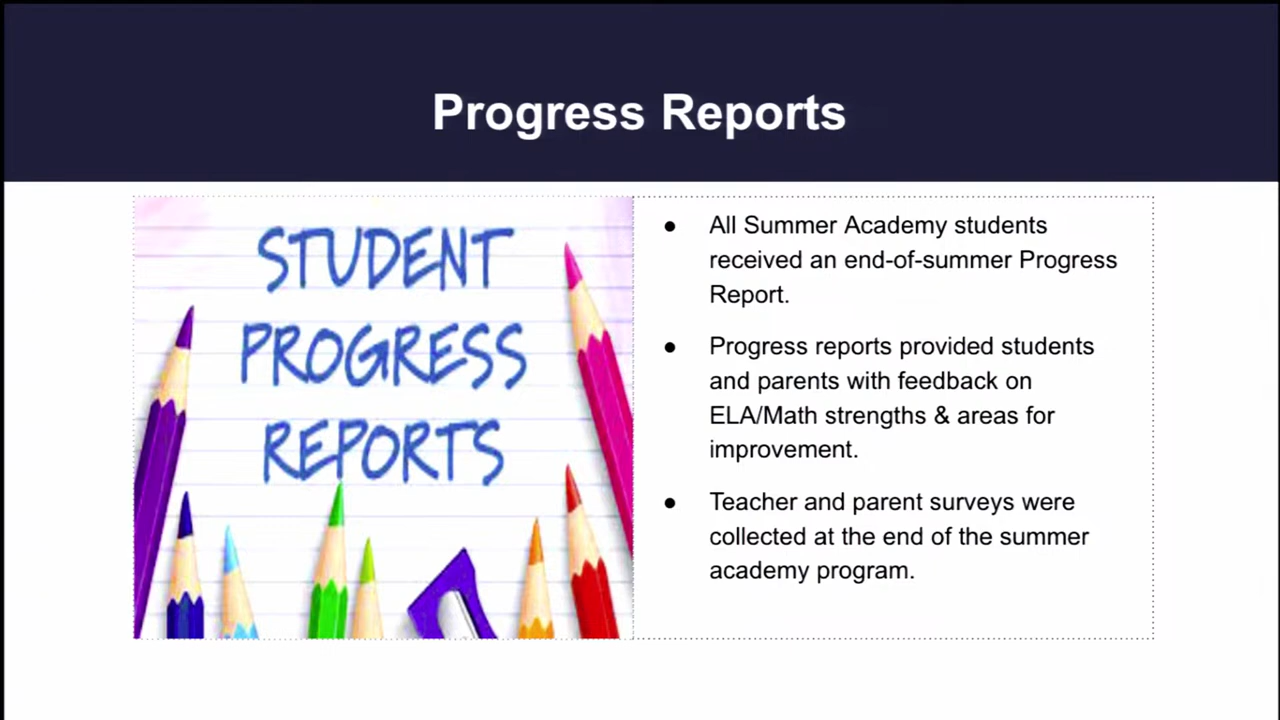 Progress Reports
STUDENT
PROGRESS
REPORTS
● All Summer Academy students
received an end-of-summer Progress
Report.
● Progress reports provided students
and parents with feedback on
ELA/Math strengths & areas for
improvement.
● Teacher and parent surveys were
collected at the end of the summer
academy program.